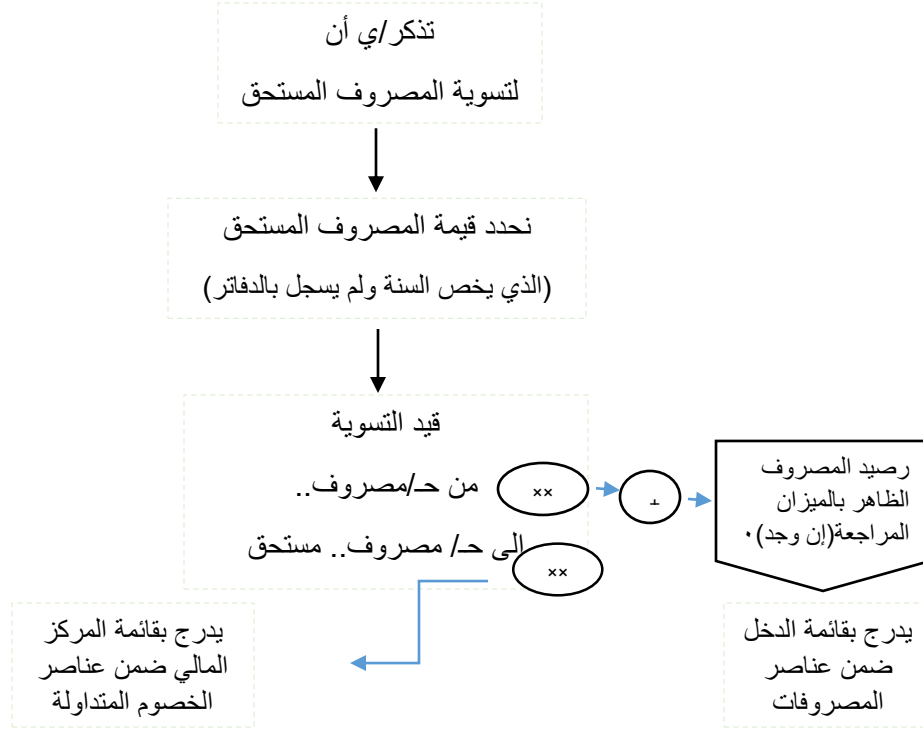 تذكر/ي أن
لتسوية المصروف المستحق
نحدد قيمة المصروف المستحق
(الذي يخص السنة ولم يسجل بالدفاتر)
قيد التسوية
×× من حـ/مصروف..
×× الى حـ/ مصروف.. مستحق
+
رصيد المصروف
الظاهر بالميزان
المراجعة(إن وجد)٠
يدرج بقائمة الدخل
ضمن عناصر
المصروفات
يدرج بقائمة المركز
المالي ضمن عناصر
الخصوم المتداولة